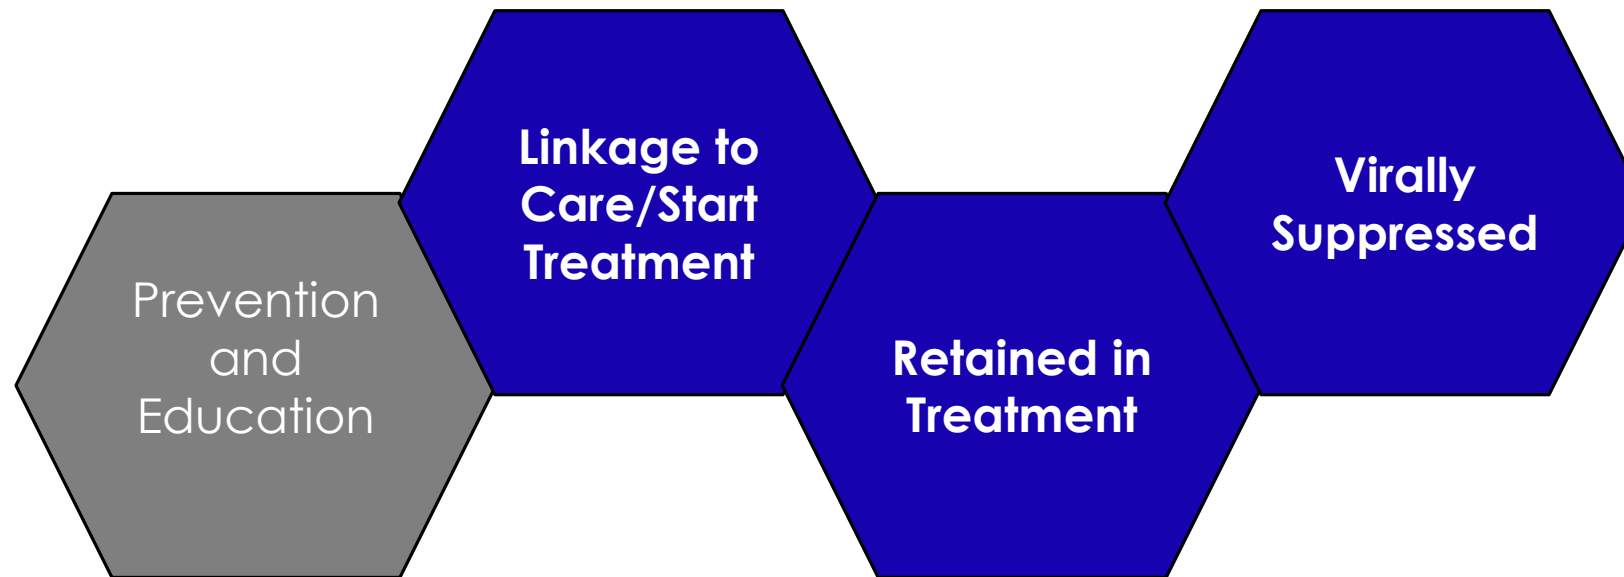 Prevention
and
Education
Linkage to
Care/Start
Treatment
Retained in
Treatment
Virally
Suppressed